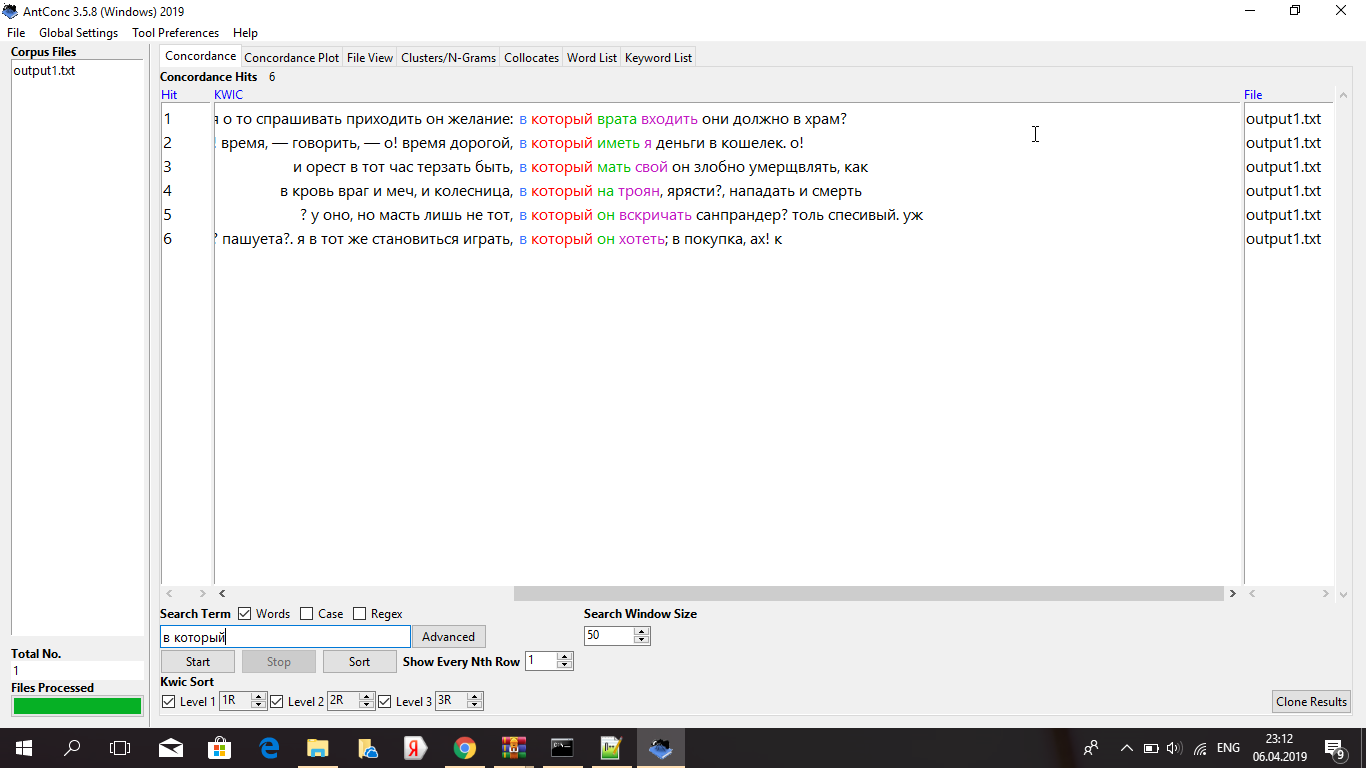 AntConc 3.5.8 (Windows) 2019
File Global Settings Tool Preferences Help
Corpus Files
output1.txt
Concordance Concordance Plot File View Clusters/N-Grams Collocates Word List Keyword List
Concordance Hits 6
Hit KWIC File
1 я о то спрашивать приходить он желание: в который врата входить они должно в храм? output1.txt
2 ! время, — говорить, — о! время дорогой, в который иметь я деньги в кошелек. о! output1.txt
3 и орест в тот час терзать быть, в который мать свой он злобно умерщвлять, как output1.txt
4 в кровь враг и меч, и колесница, в который на троян, ярясти?, нападать и смерть output1.txt
5 ? у оно, но масть лишь не тот, в который он вскричать санпрандер? толь спесивый. уж output1.txt
6 ? пашуета?. я в тот же становиться играть, в который он хотеть; в покупка, ах! к output1.txt
Search Term Words Case Regex Search Window Size
в который Advanced 50
Start Stop Sort Show Every Nth Row 1
Kwic Sort
Level 1 1R Level 2 2R Level 3 3R Clone Results
Total No.
1
Files Processed
ENG 23:12
06.04.2019 9